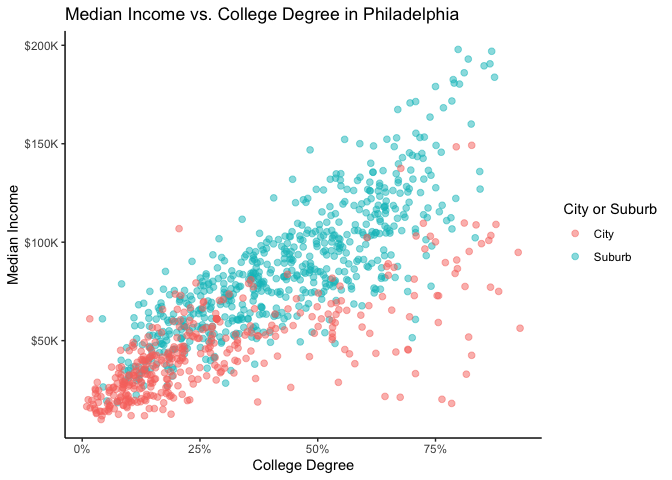 Median Income vs. College Degree in Philadelphia
$200K
$150K
$100K
$50K
Median Income
0%
25%
50%
75%
College Degree
City or Suburb
City
Suburb